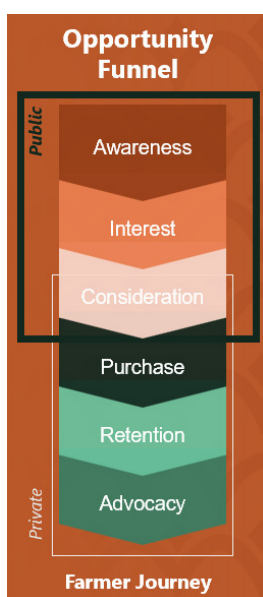 Opportunity
Funnel
Public
Awareness
Interest
Consideration
Purchase
Retention
Advocacy
Private
Farmer Journey